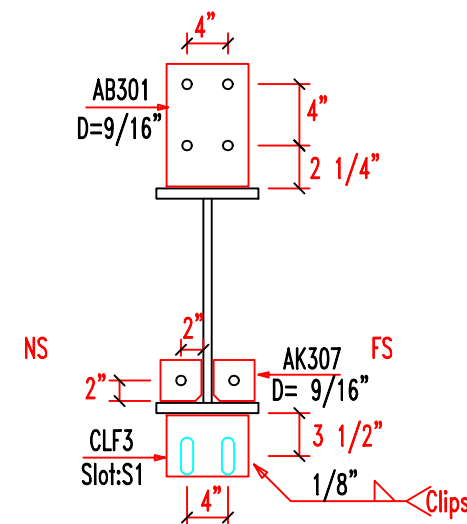 4"
AB301
D=9/16"
4"
2 1/4"
NS
2"
FS
AK307
D= 9/16"
2"
CLF3
Slot:S1
3 1/2"
1/8"
Clips
4"